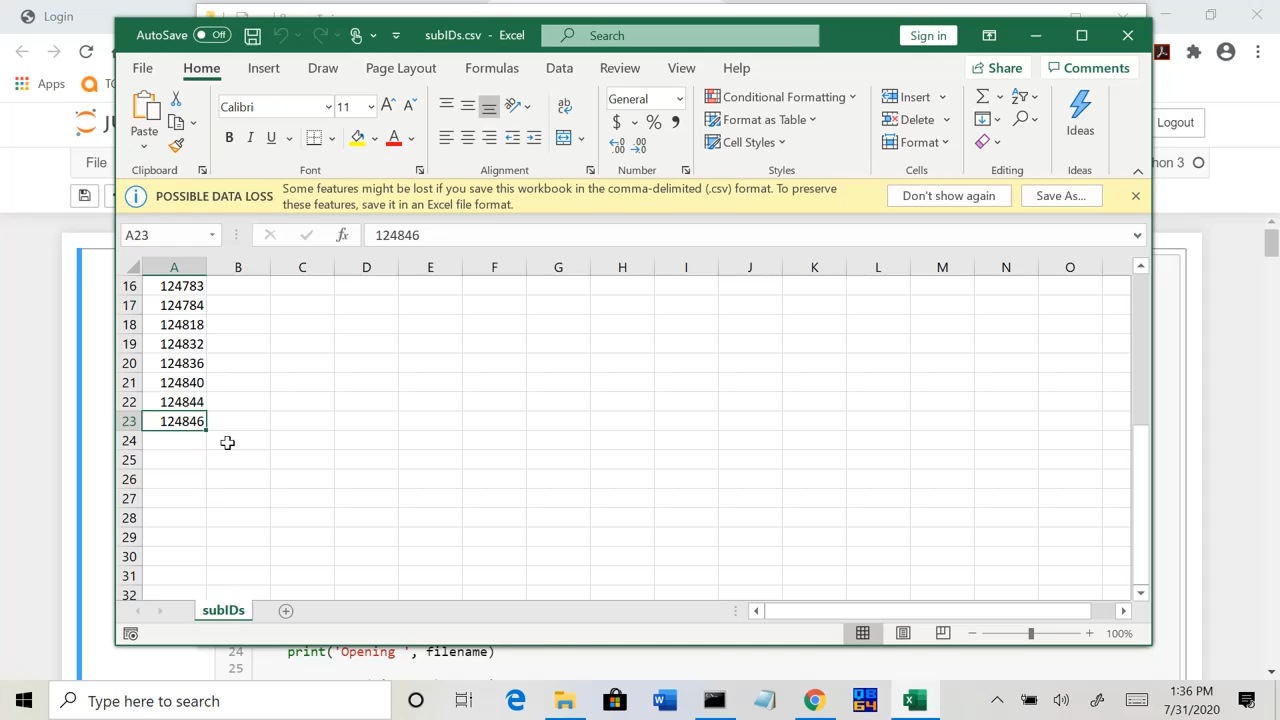 Login
AutoSave Off subIDs.csv - Excel Search Sign in
File Home Insert Draw Page Layout Formulas Data Review View Help Share Comments
Apps
Paste Calibri 11 General Conditional Formatting Insert Ideas
$ % , Format as Table Delete
B I U A Cell Styles Format
Clipboard Font Alignment Number Styles Cells Editing Ideas
Logout
File
POSSIBLE DATA LOSS Some features might be lost if you save this workbook in the comma-delimited (.csv) format. To preserve
these features, save it in an Excel file format. Don't show again Save As...
A23 fx 124846
A B C D E F G H I J K L M N O
16 124783
17 124784
18 124818
19 124832
20 124836
21 124840
22 124844
23 124846
24
25
26
27
28
29
30
31
32
subIDs
100%
24 print('Opening ', filename)
25
Type here to search
1:36 PM
7/31/2020